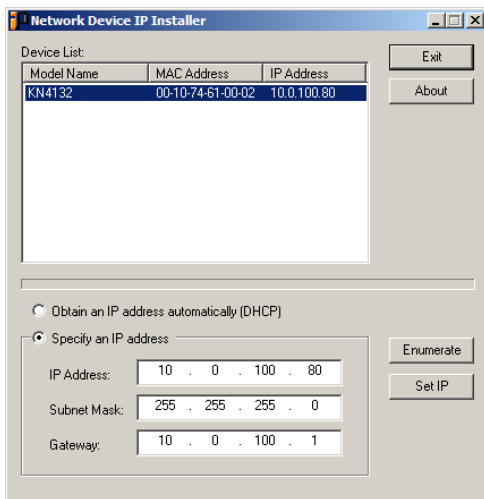 Network Device IP Installer
Device List:
Model Name MAC Address IP Address
KN4132 00-10-74-61-00-02 10.0.100.80
Exit
About
Obtain an IP address automatically (DHCP)
Specify an IP address
IP Address: 10 . 0 . 100 . 80
Subnet Mask: 255 . 255 . 255 . 0
Gateway: 10 . 0 . 100 . 1
Enumerate
Set IP